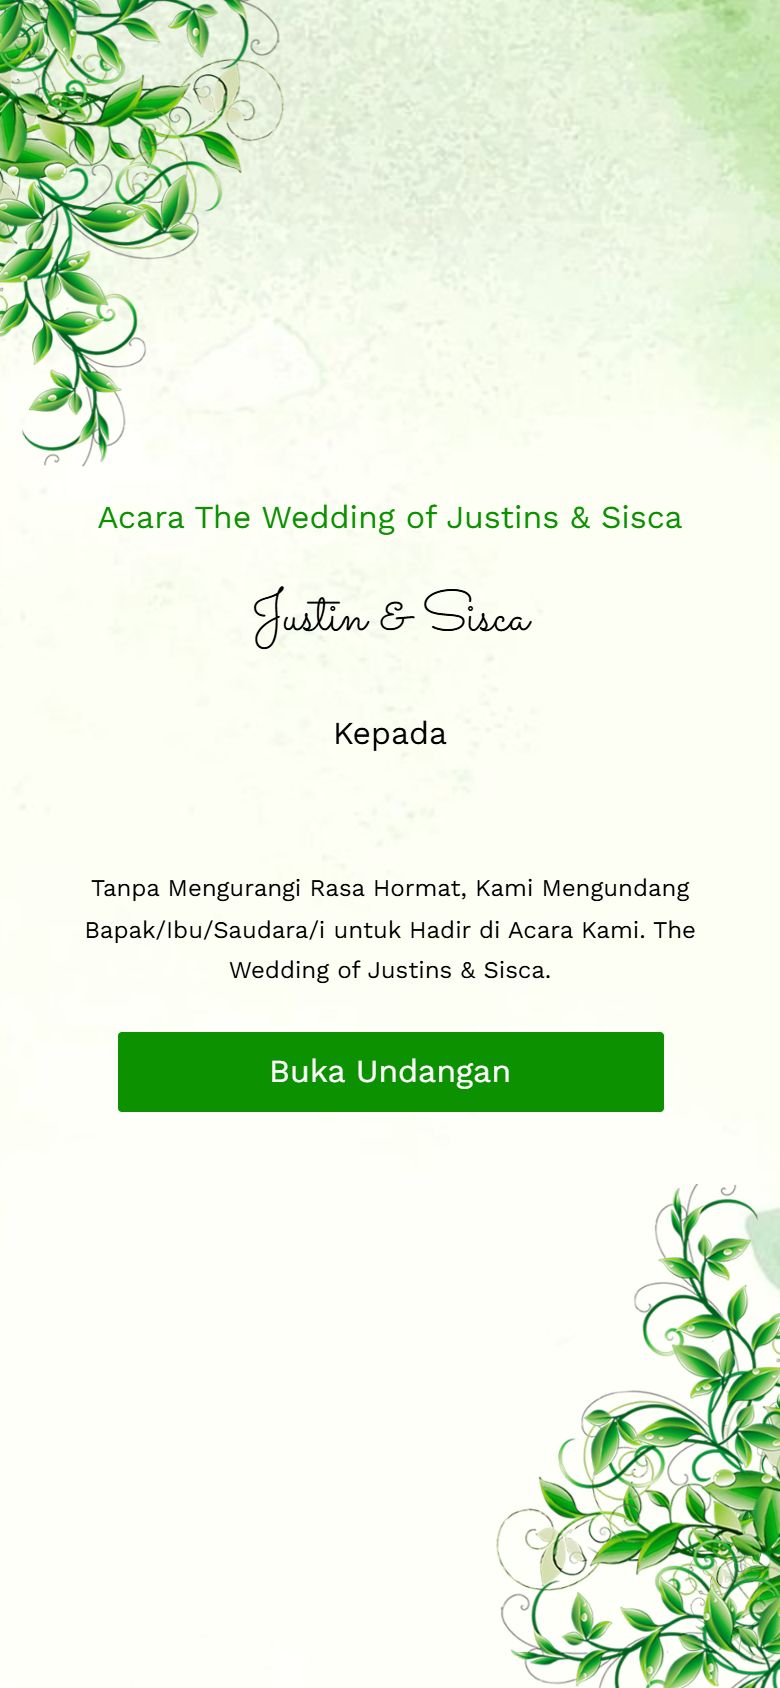 Acara The Wedding of Justins & Sisca
Justin & Sisca
Kepada
Tanpa Mengurangi Rasa Hormat, Kami Mengundang
Bapak/Ibu/Saudara/i untuk Hadir di Acara Kami. The
Wedding of Justins & Sisca.
Buka Undangan